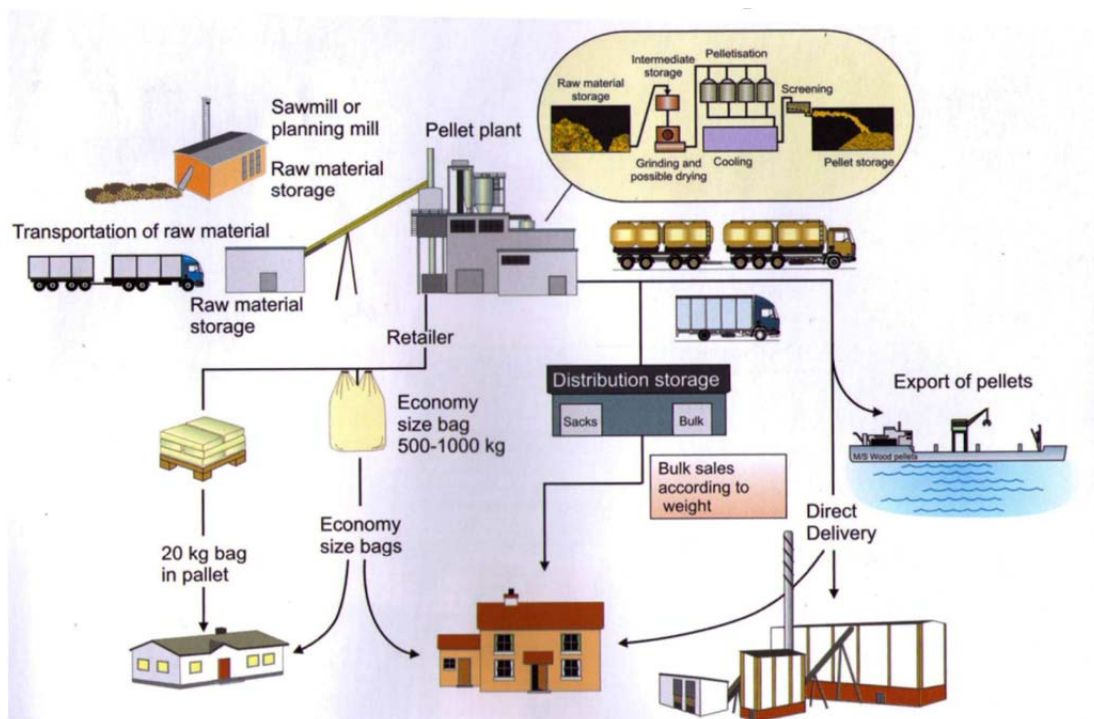 Sawmill or
planning mill
Raw material
storage
Transportation of raw material
Raw material
storage
Pellet plant
Raw material
storage
Intermediate
storage
Grinding and
possible drying
Pelletisation
Cooling
Screening
Pellet storage
Retailer
Economy
size bag
500-1000 kg
Economy
size bags
20 kg bag
in pallet
Distribution storage
Sacks
Bulk
Bulk sales
according to
weight
Export of pellets
M/S Wood pellets
Direct
Delivery